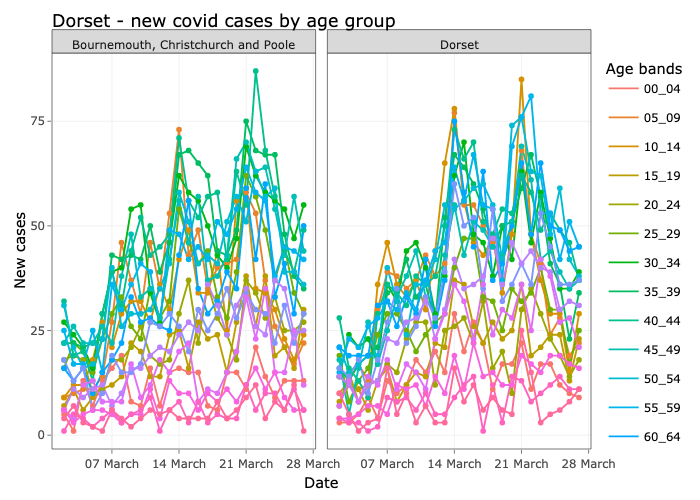 Dorset - new covid cases by age group
Bournemouth, Christchurch and Poole
Dorset
New cases
75
50
25
0
07 March
14 March
21 March
28 March
07 March
14 March
21 March
28 March
Date
Age bands
00_04
05_09
10_14
15_19
20_24
25_29
30_34
35_39
40_44
45_49
50_54
55_59
60_64